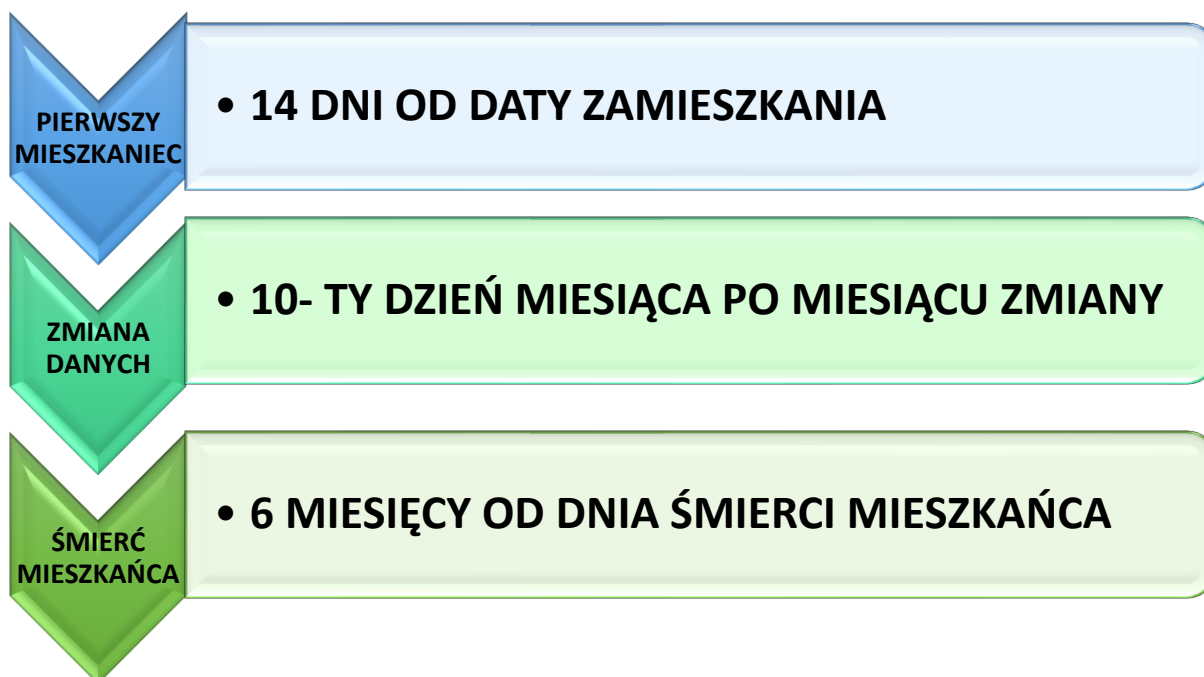 PIERWSZY
MIESZKANIEC
• 14 DNI OD DATY ZAMIESZKANIA
ZMIANA
DANYCH
• 10- TY DZIEŃ MIESIĄCA PO MIESIĄCU ZMIANY
ŚMIERĆ
MIESZKAŃCA
• 6 MIESIĘCY OD DNIA ŚMIERCI MIESZKAŃCA